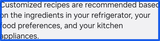 Customized recipes are recommended based
on the ingredients in your refrigerator, your
food preferences, and your kitchen
appliances.